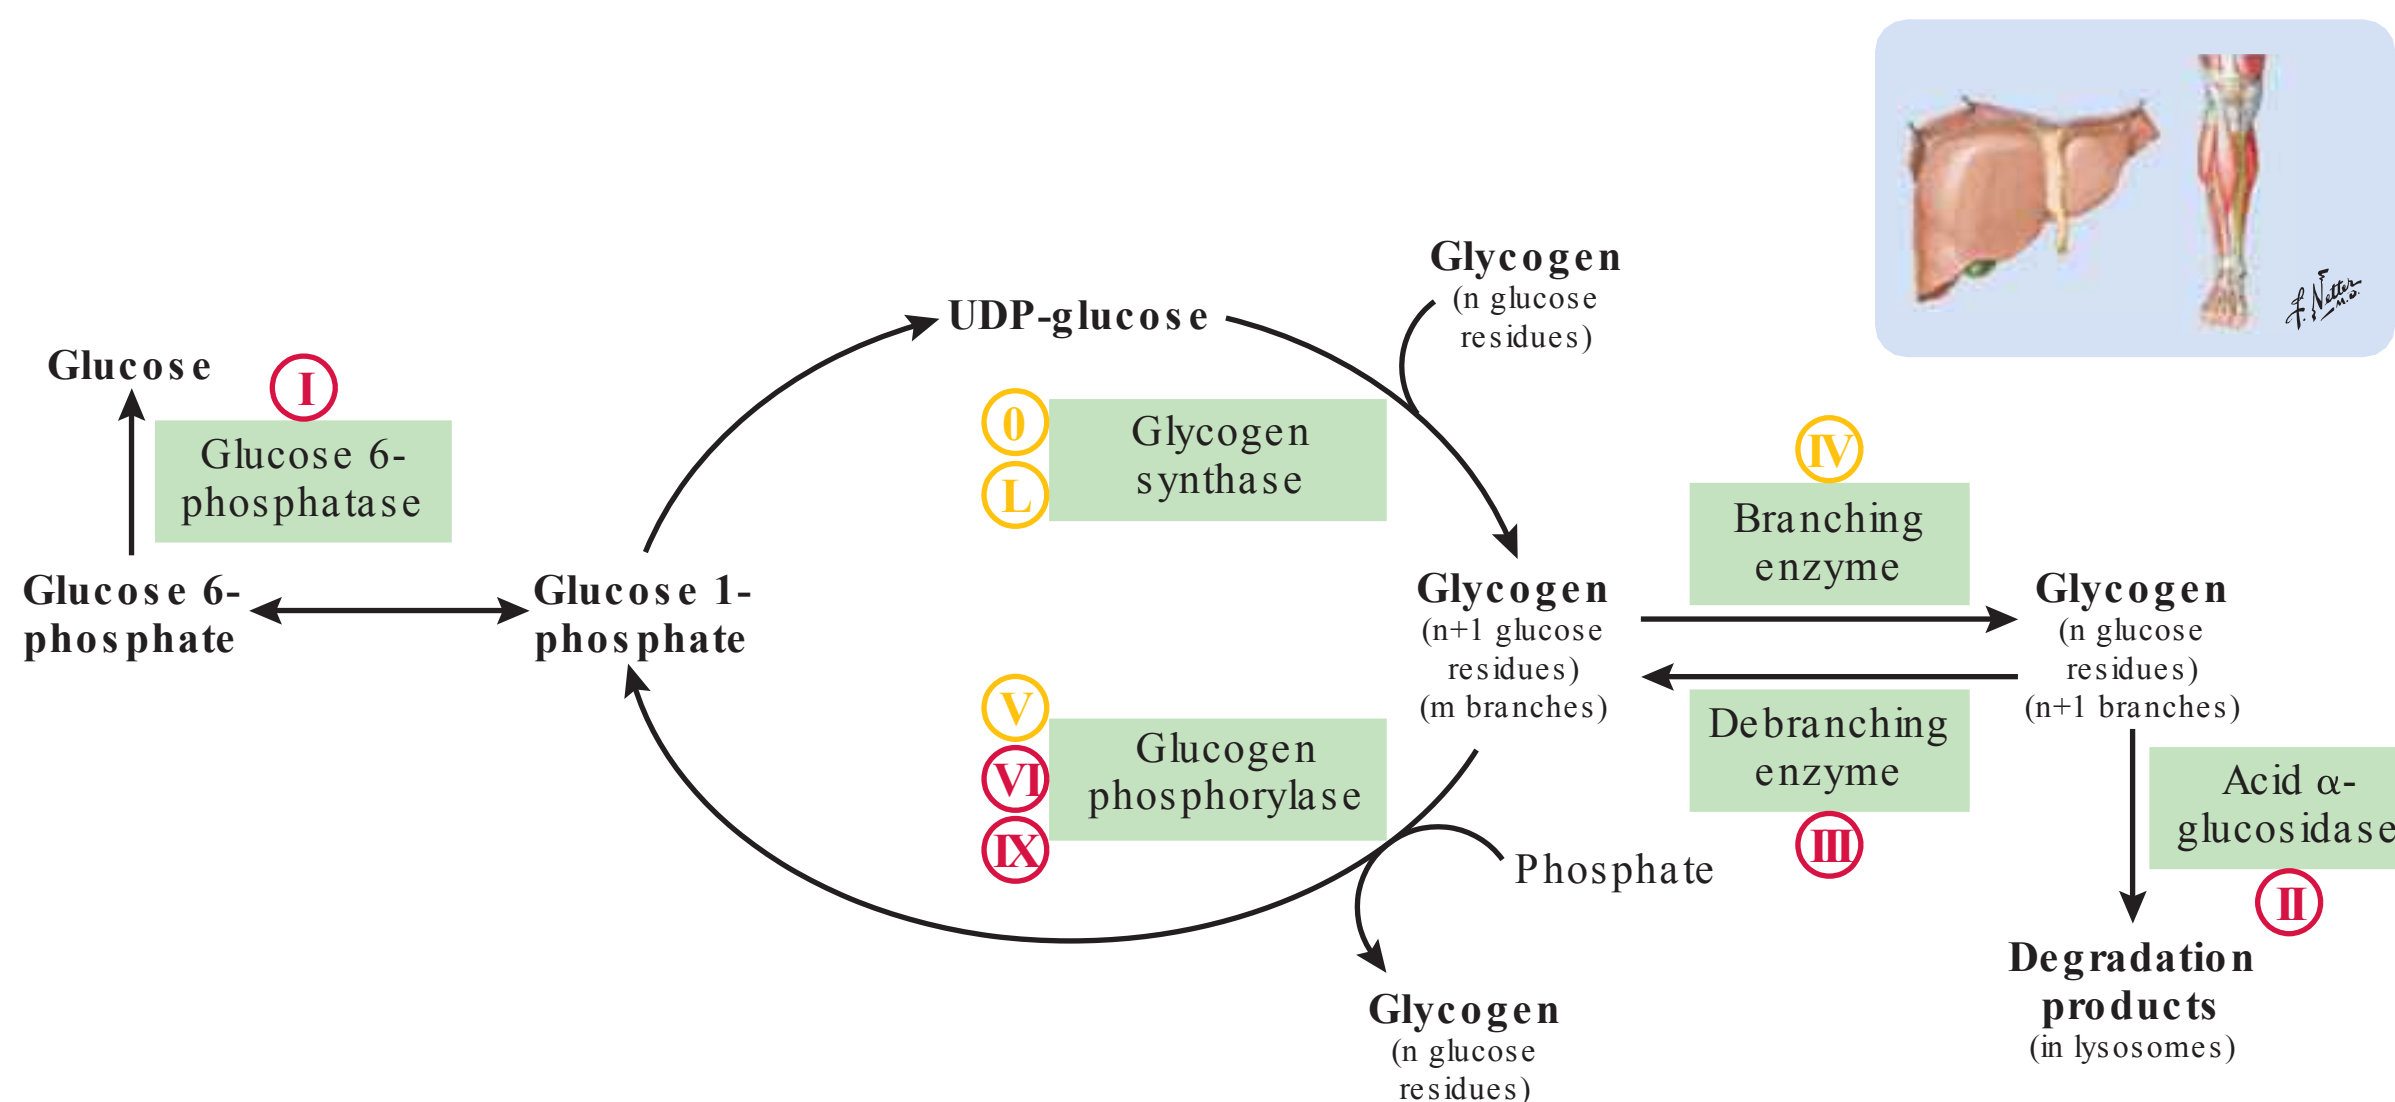 Glycogen
(n glucose
residues)
UDP-glucose
Glucose
I
Glucose 6-
phosphatase
0
L
Glycogen
synthase
IV
Branching
enzyme
Glucose 6-
phosphate
Glucose 1-
phosphate
Glycogen
(n+1 glucose
residues)
(m branches)
Glycogen
(n glucose
residues)
(n+1 branches)
V
VI
IX
Glucogen
phosphorylase
Debranching
enzyme
III
Acid α-
glucosidase
II
Phosphate
Degradation
products
(in lysosomes)
Glycogen
(n glucose
residues)
F. Netter
M.D.